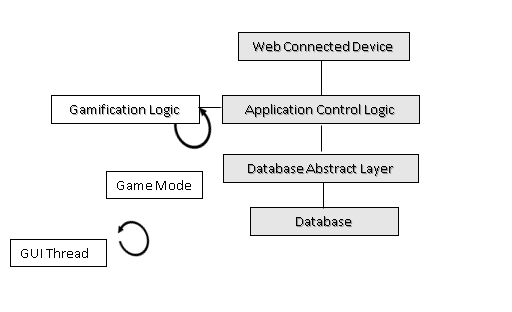 Web Connected Device
Gamification Logic
Application Control Logic
Database Abstract Layer
Game Mode
Database
GUI Thread